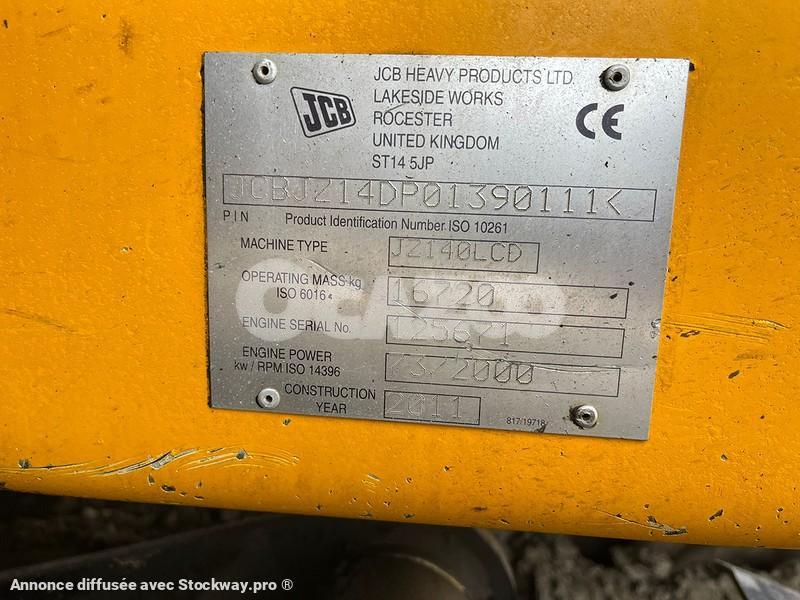 JCB
JCB HEAVY PRODUCTS LTD.
LAKESIDE WORKS
ROCESTER
UNITED KINGDOM
ST14 5JP
CE
JCBJZ14DP01390111<
PIN Product Identification Number ISO 10261
MACHINE TYPE JZ140LCD
OPERATING MASS kg 16720
ISO 6016
ENGINE SERIAL No. 125671
ENGINE POWER 73/2000
kw / RPM ISO 14396
CONSTRUCTION
YEAR 2011
817/19718
Annonce diffusée avec Stockway.pro ®